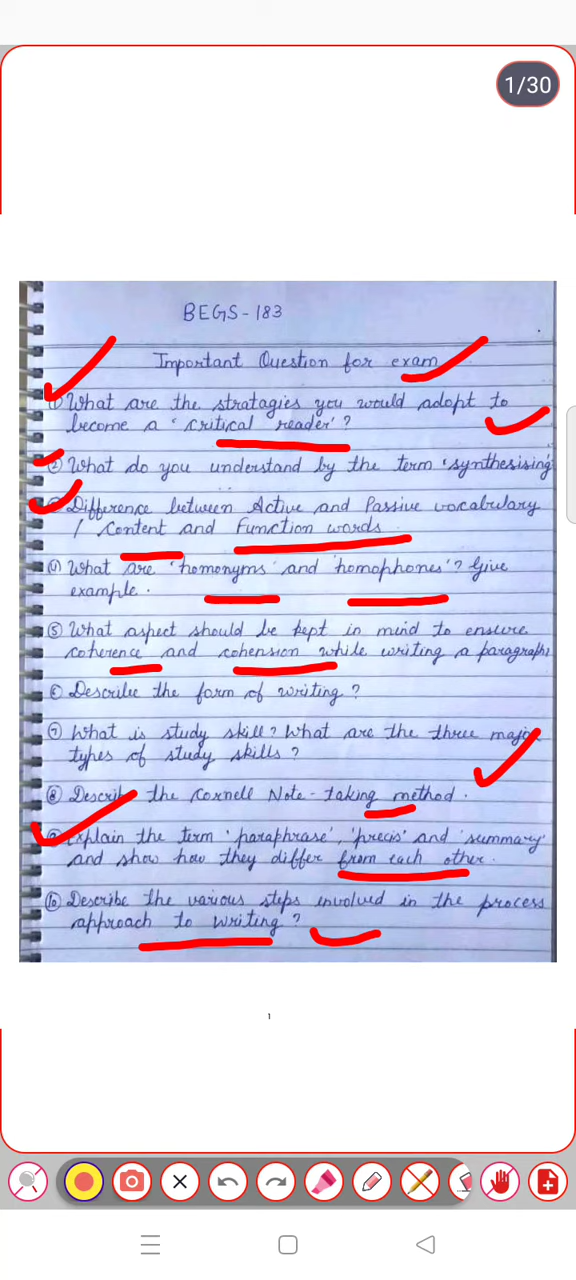 1/30
BEGS-183
Important Question for exam
① What are the stratagies you would adopt to
become a 'critical reader'?
② What do you understand by the term 'synthesising'
Difference between Active and Passive vocabulary
/ Content and Function words.
④ What are 'homonyms' and 'homophones'? Give
example.
⑤ What aspect should be kept in mind to ensure
coherence and cohension while writing a paragraph
⑥ Describe the form of writing?
⑦ What is study skill? What are the three major
types of study skills?
⑧ Describe the Cornell Note-taking method.
Explain the term 'paraphrase', 'precis' and 'summary'
and show how they differ from each other.
⑩ Describe the various steps involved in the process
approach to writing?
1